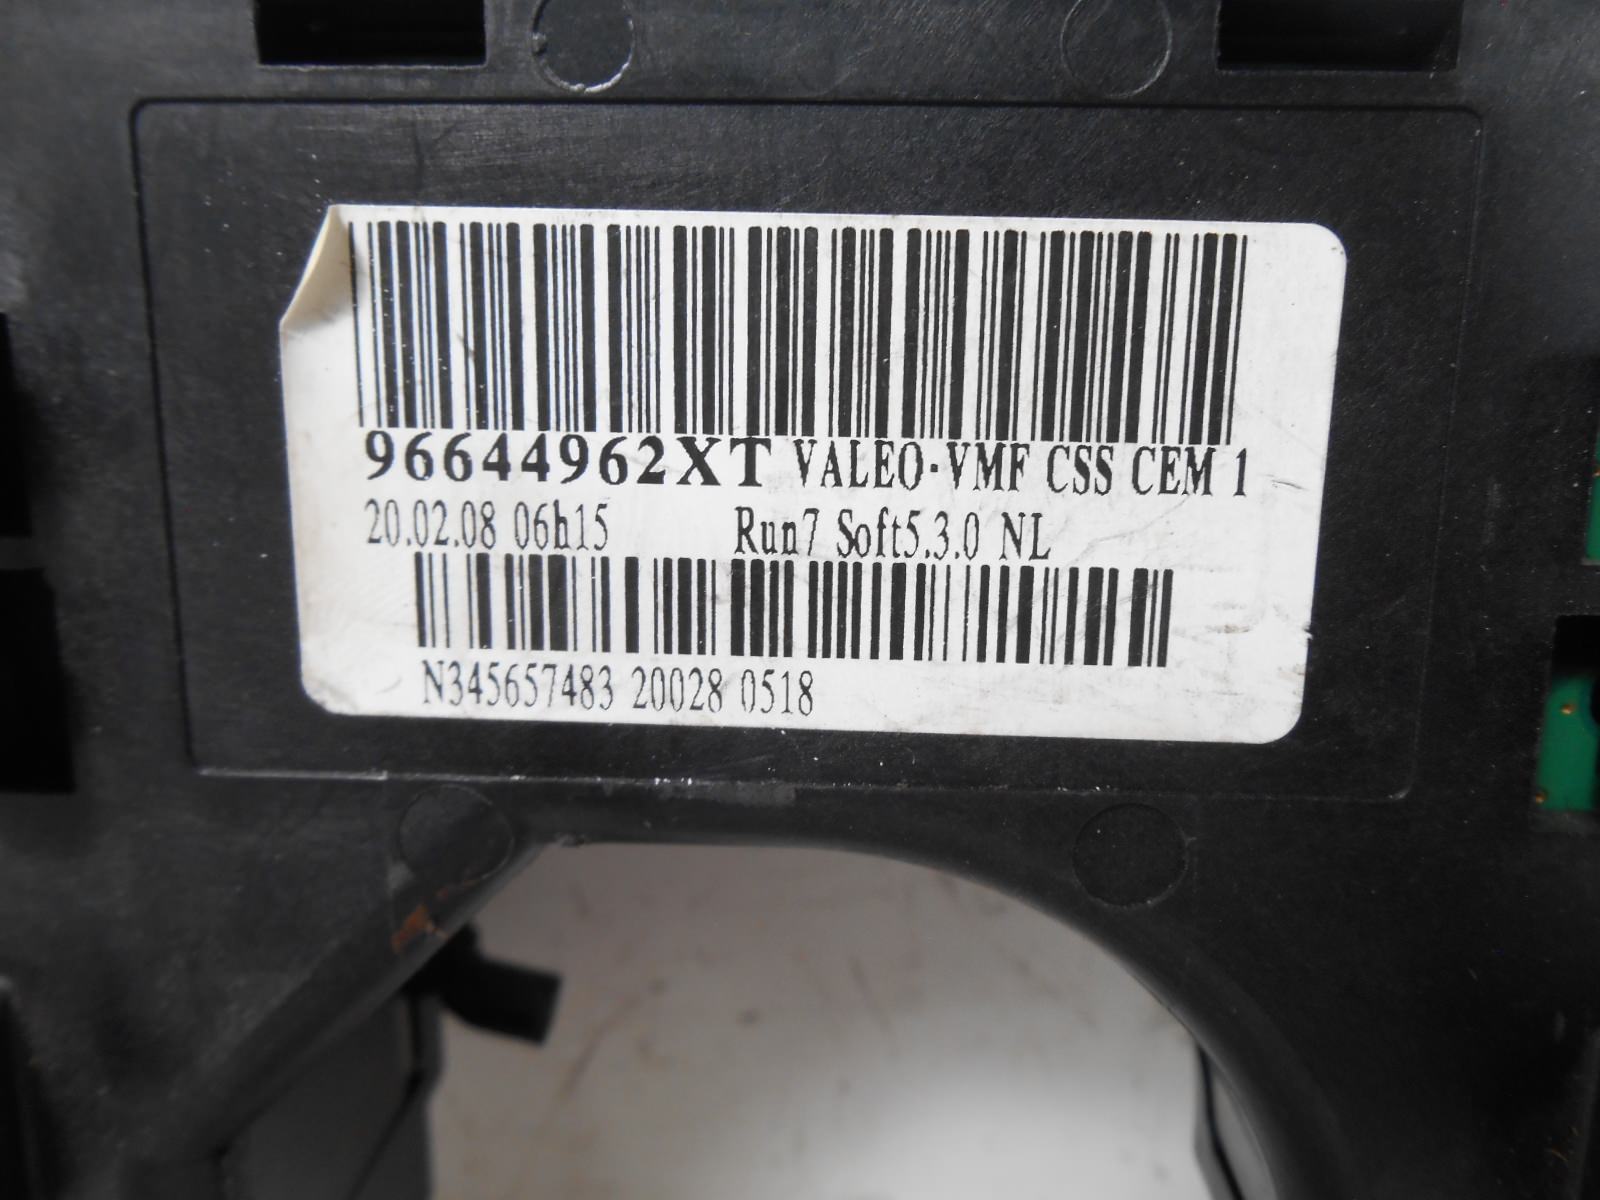 96644962XT VALEO-VMF CSS CEM 1
20.02.08 06h15 Run7 Soft5.3.0 NL
N345657483 20028 0518